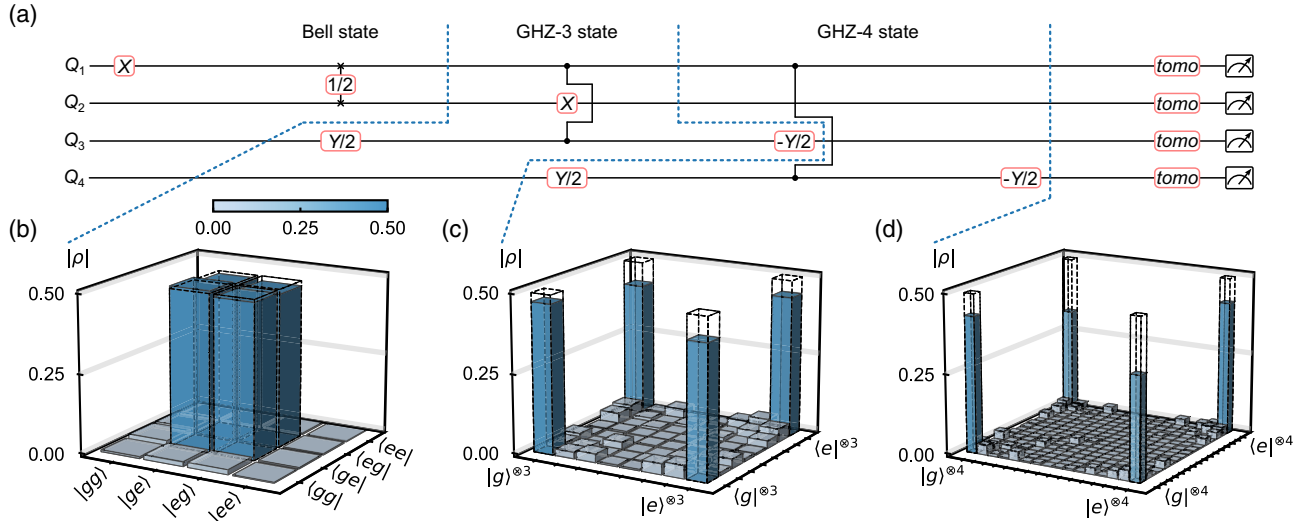 (a)
Bell state
GHZ-3 state
GHZ-4 state
Q₁ X tomo
1/2
Q₂ X tomo
Q₃ Y/2 -Y/2 tomo
Q₄ Y/2 -Y/2 tomo
0.00 0.25 0.50
(b)
|ρ|
0.50
0.25
0.00
|gg⟩
|ge⟩
|eg⟩
|ee⟩
⟨gg|
⟨ge|
⟨eg|
⟨ee|
(c)
|ρ|
0.50
0.25
0.00
|g⟩⊗3
|e⟩⊗3
⟨g|⊗3
⟨e|⊗3
(d)
|ρ|
0.50
0.25
0.00
|g⟩⊗4
|e⟩⊗4
⟨g|⊗4
⟨e|⊗4